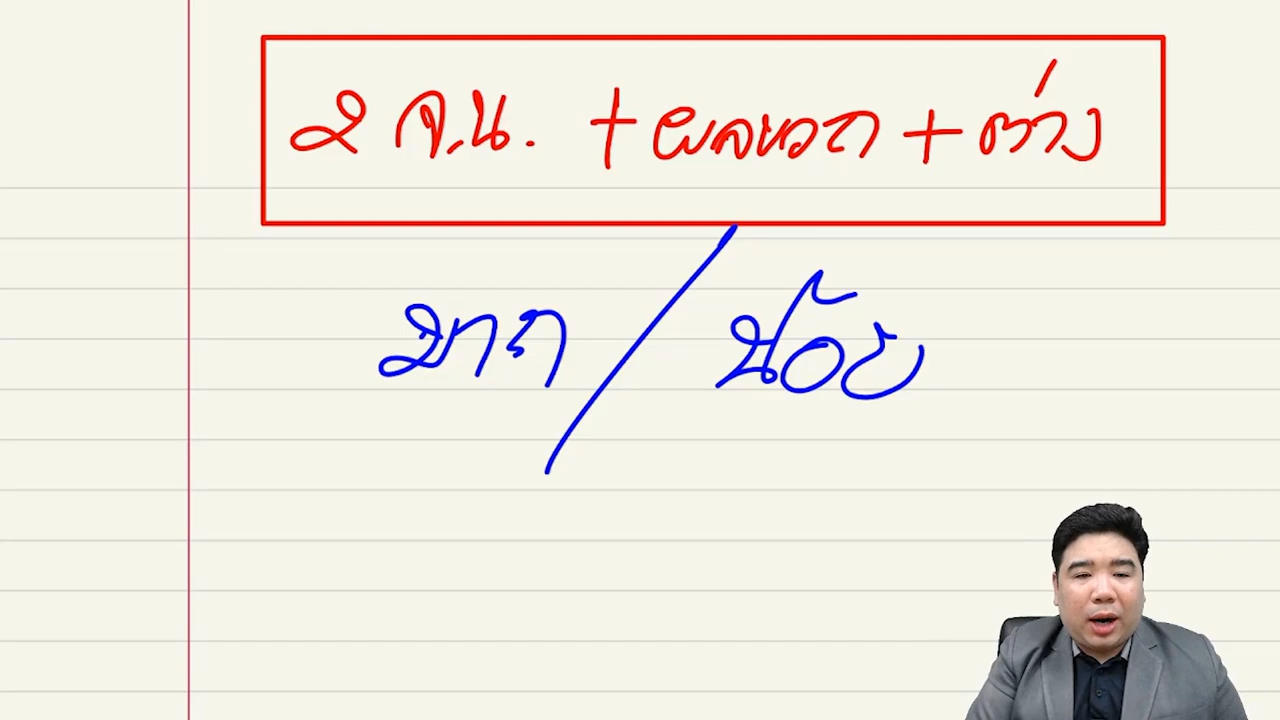 2 จ.น. + ผลบวก + ต่าง
มาก / น้อย